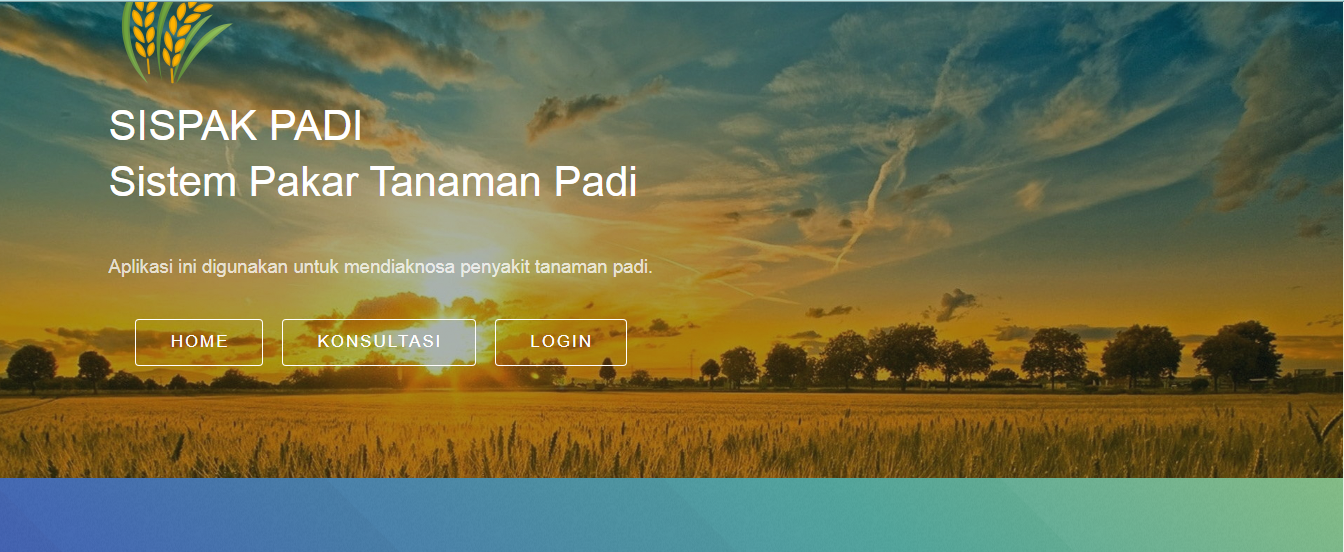 SISPAK PADI
Sistem Pakar Tanaman Padi
Aplikasi ini digunakan untuk mendiaknosa penyakit tanaman padi.
HOME KONSULTASI LOGIN